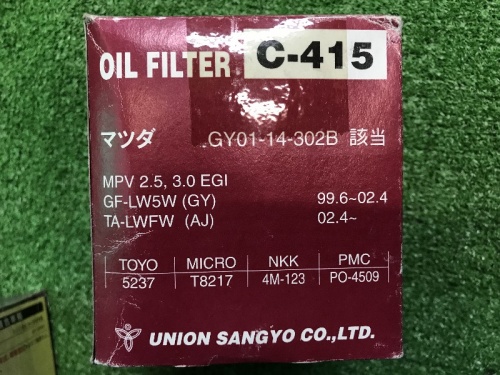 OIL FILTER C-415
マツダ GY01-14-302B 該当
MPV 2.5, 3.0 EGI
GF-LW5W (GY) 99.6~02.4
TA-LWFW (AJ) 02.4~
TOYO MICRO NKK PMC
5237 T8217 4M-123 PO-4509
UNION SANGYO CO.,LTD.